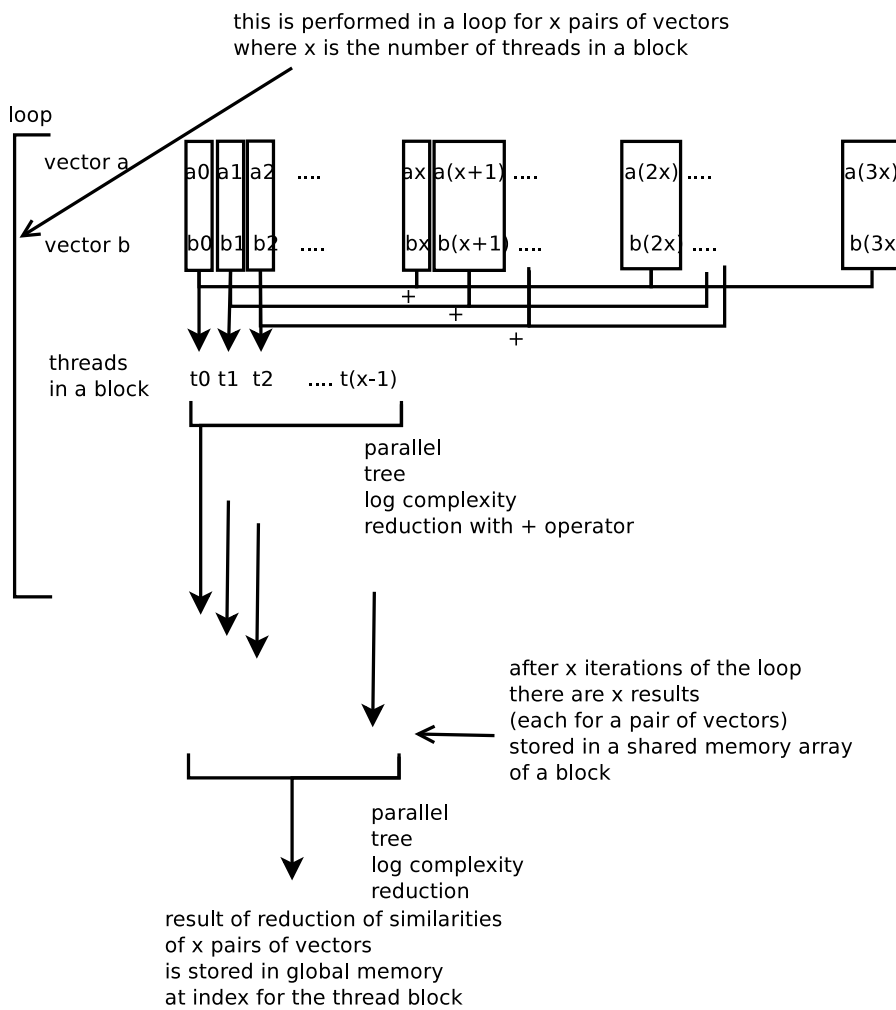 this is performed in a loop for x pairs of vectors
where x is the number of threads in a block
loop
vector a a0 a1 a2 .... ax a(x+1) .... a(2x) .... a(3x)
vector b b0 b1 b2 .... bx b(x+1) .... b(2x) .... b(3x
+
+
+
threads
in a block
t0 t1 t2 .... t(x-1)
parallel
tree
log complexity
reduction with + operator
after x iterations of the loop
there are x results
(each for a pair of vectors)
stored in a shared memory array
of a block
parallel
tree
log complexity
reduction
result of reduction of similarities
of x pairs of vectors
is stored in global memory
at index for the thread block